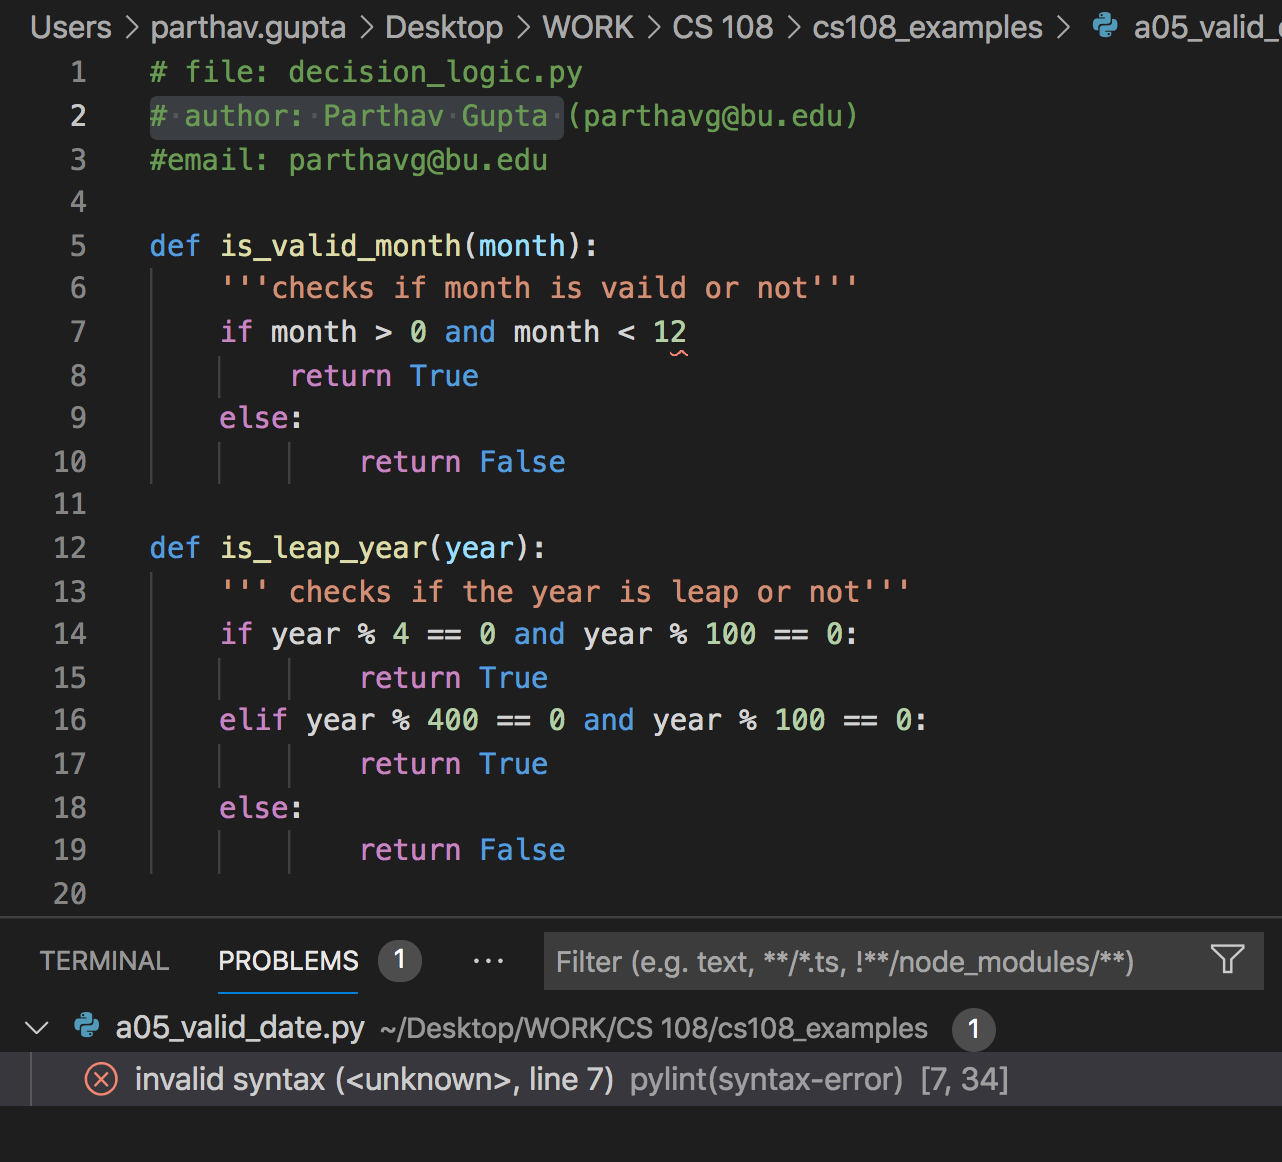 Users > parthav.gupta > Desktop > WORK > CS 108 > cs108_examples > a05_valid_
1 # file: decision_logic.py
2 # author: Parthav Gupta (parthavg@bu.edu)
3 #email: parthavg@bu.edu
4
5 def is_valid_month(month):
6     '''checks if month is vaild or not'''
7     if month > 0 and month < 12
8         return True
9     else:
10             return False
11
12 def is_leap_year(year):
13     ''' checks if the year is leap or not'''
14     if year % 4 == 0 and year % 100 == 0:
15             return True
16     elif year % 400 == 0 and year % 100 == 0:
17             return True
18     else:
19             return False
20
TERMINAL PROBLEMS 1 ··· Filter (e.g. text, **/*.ts, !**/node_modules/**)
a05_valid_date.py ~/Desktop/WORK/CS 108/cs108_examples 1
invalid syntax (<unknown>, line 7) pylint(syntax-error) [7, 34]